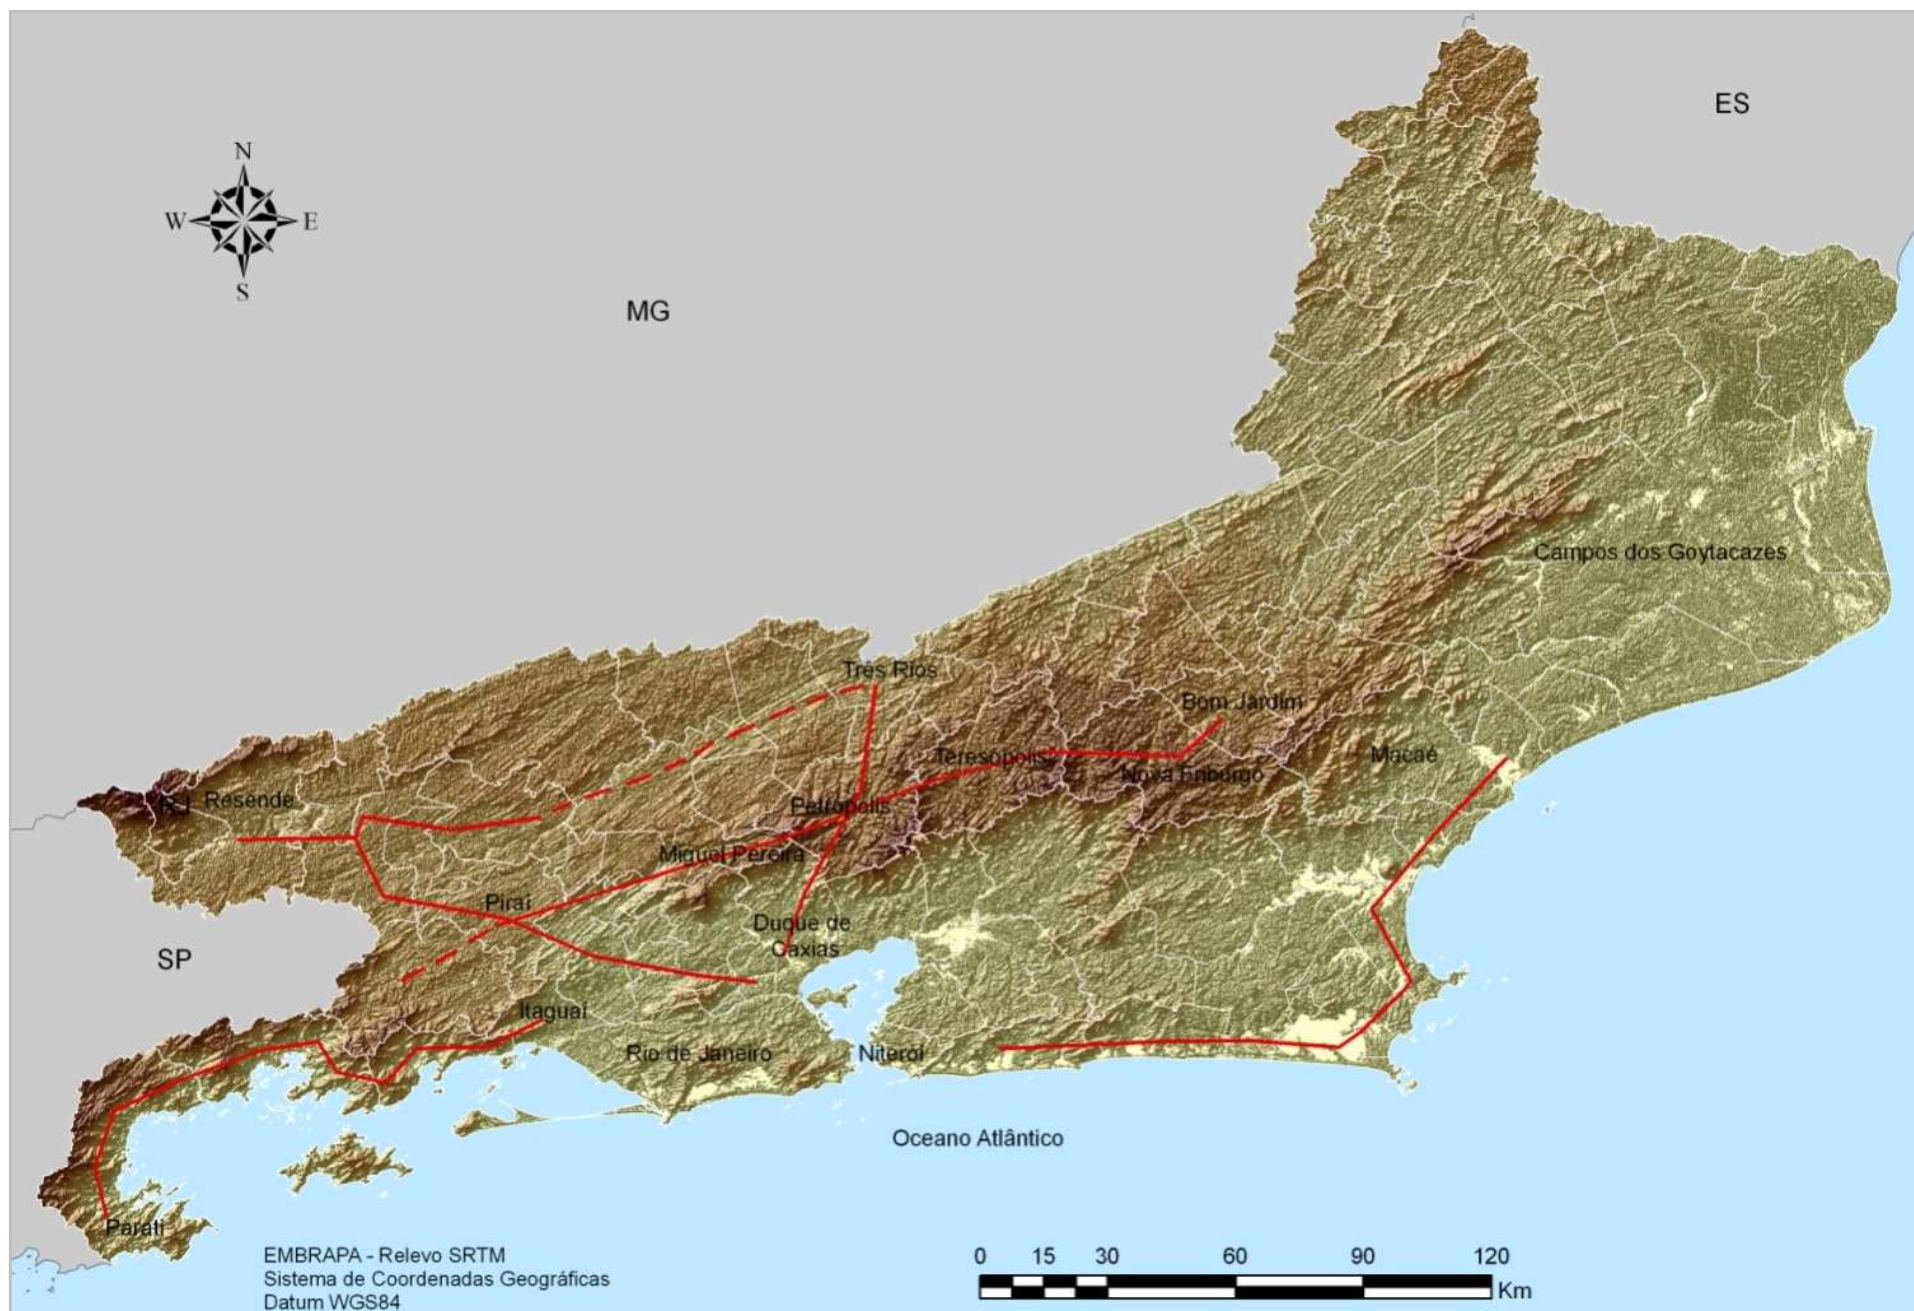 ES
N
W
E
S
MG
Campos dos Goytacazes
Três Rios
Bom Jardim
Teresópolis
Macaé
Nova Friburgo
RJ
Resende
Petrópolis
Miguel Pereira
Piraí
Duque de
Caxias
SP
Itaguaí
Rio de Janeiro
Niterói
Oceano Atlântico
Parati
EMBRAPA - Relevo SRTM
Sistema de Coordenadas Geográficas
Datum WGS84
0 15 30 60 90 120
Km